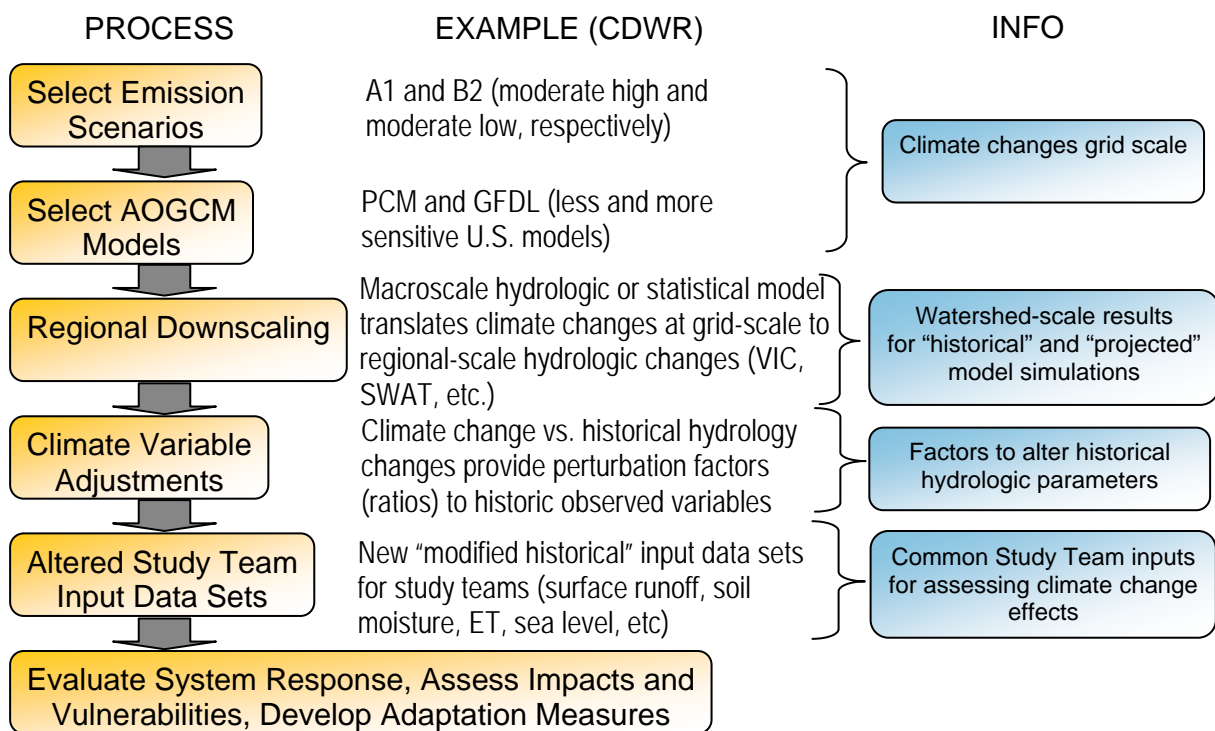 PROCESS
EXAMPLE (CDWR)
INFO
Select Emission
Scenarios
A1 and B2 (moderate high and
moderate low, respectively)
Climate changes grid scale
Select AOGCM
Models
PCM and GFDL (less and more
sensitive U.S. models)
Regional Downscaling
Macroscale hydrologic or statistical model
translates climate changes at grid-scale to
regional-scale hydrologic changes (VIC,
SWAT, etc.)
Watershed-scale results
for “historical” and “projected”
model simulations
Climate Variable
Adjustments
Climate change vs. historical hydrology
changes provide perturbation factors
(ratios) to historic observed variables
Factors to alter historical
hydrologic parameters
Altered Study Team
Input Data Sets
New “modified historical” input data sets
for study teams (surface runoff, soil
moisture, ET, sea level, etc)
Common Study Team inputs
for assessing climate change
effects
Evaluate System Response, Assess Impacts and
Vulnerabilities, Develop Adaptation Measures